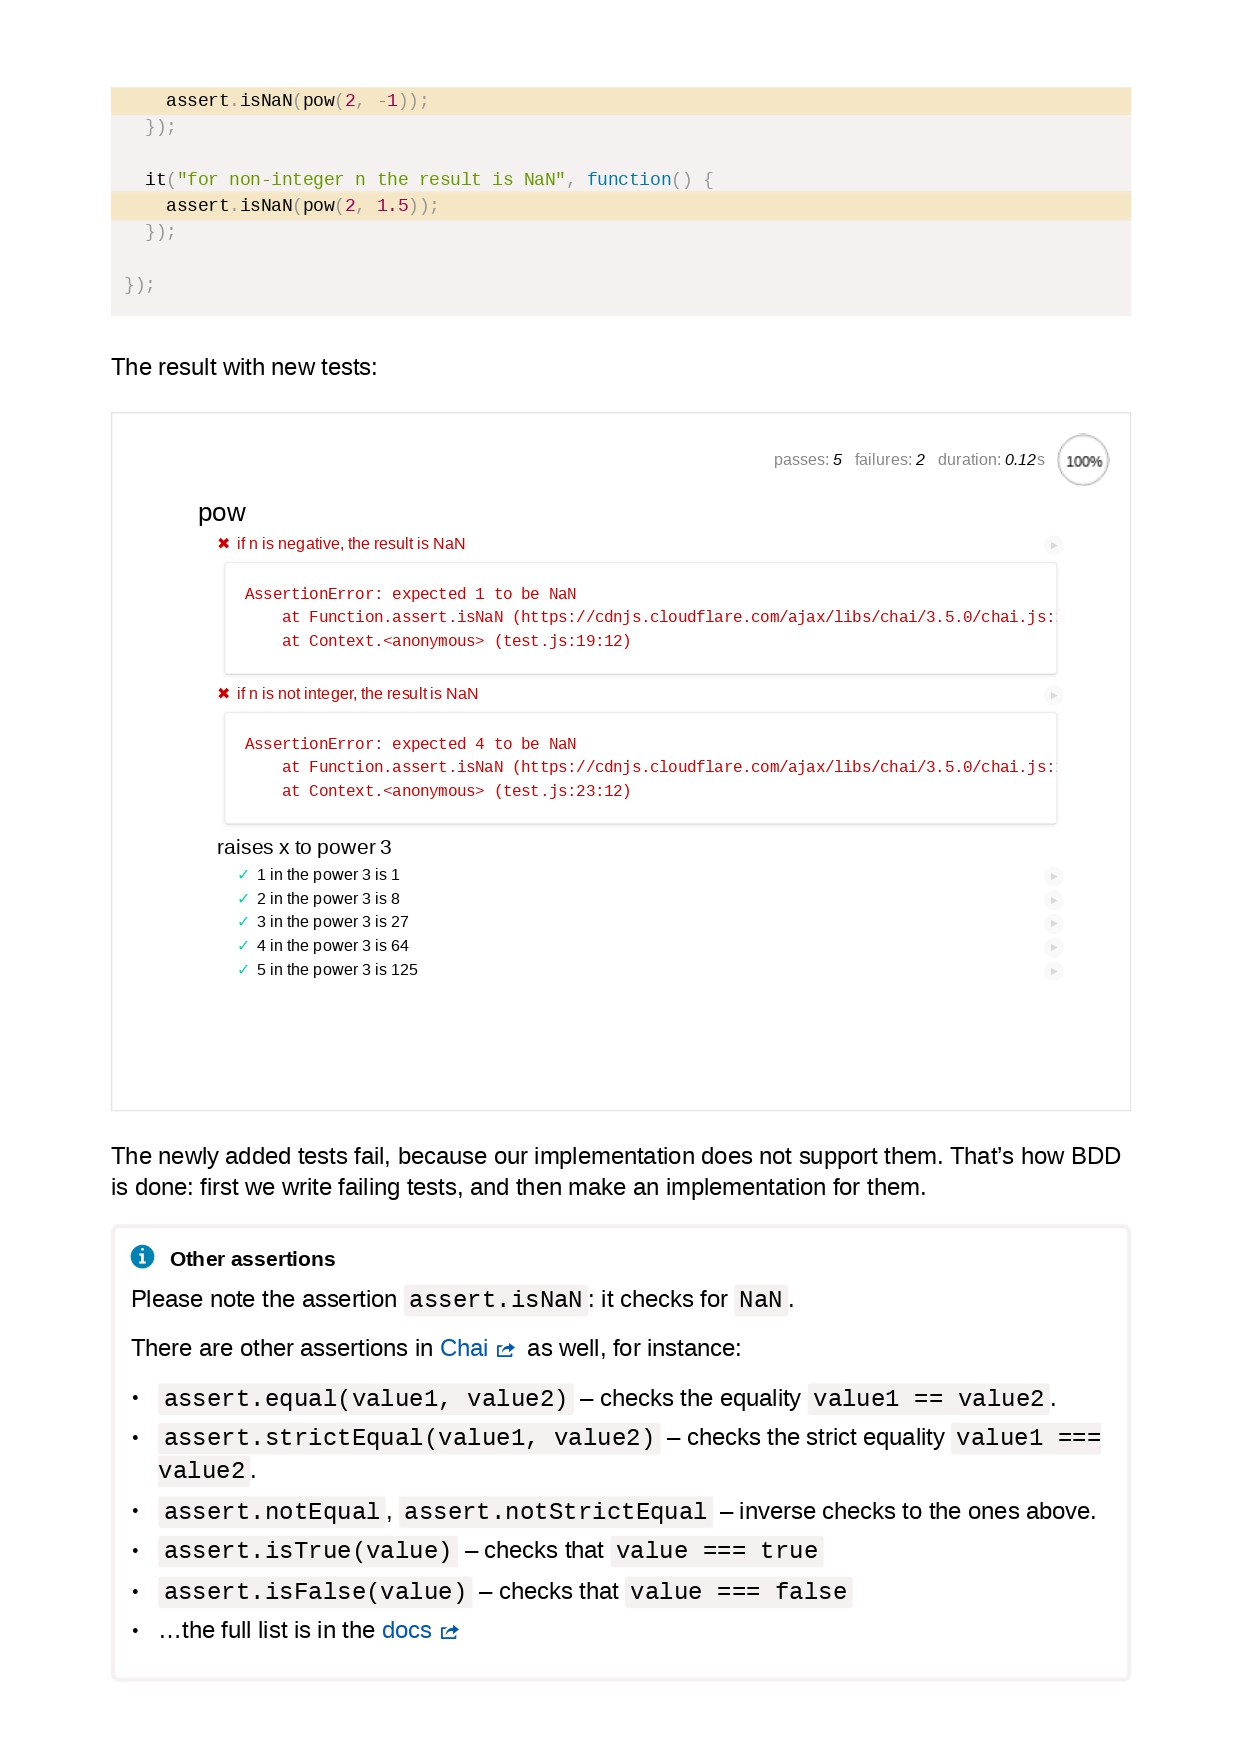 assert.isNaN(pow(2, -1));
  });
  it("for non-integer n the result is NaN", function() {
    assert.isNaN(pow(2, 1.5));
  });
});
The result with new tests:
passes: 5 failures: 2 duration: 0.12s 100%
pow
✖ if n is negative, the result is NaN
AssertionError: expected 1 to be NaN
    at Function.assert.isNaN (https://cdnjs.cloudflare.com/ajax/libs/chai/3.5.0/chai.js:
    at Context.<anonymous> (test.js:19:12)
✖ if n is not integer, the result is NaN
AssertionError: expected 4 to be NaN
    at Function.assert.isNaN (https://cdnjs.cloudflare.com/ajax/libs/chai/3.5.0/chai.js:
    at Context.<anonymous> (test.js:23:12)
raises x to power 3
✓ 1 in the power 3 is 1
✓ 2 in the power 3 is 8
✓ 3 in the power 3 is 27
✓ 4 in the power 3 is 64
✓ 5 in the power 3 is 125
The newly added tests fail, because our implementation does not support them. That’s how BDD
is done: first we write failing tests, and then make an implementation for them.
Other assertions
Please note the assertion assert.isNaN: it checks for NaN.
There are other assertions in Chai as well, for instance:
• assert.equal(value1, value2) – checks the equality value1 == value2.
• assert.strictEqual(value1, value2) – checks the strict equality value1 ===
value2.
• assert.notEqual, assert.notStrictEqual – inverse checks to the ones above.
• assert.isTrue(value) – checks that value === true
• assert.isFalse(value) – checks that value === false
• …the full list is in the docs